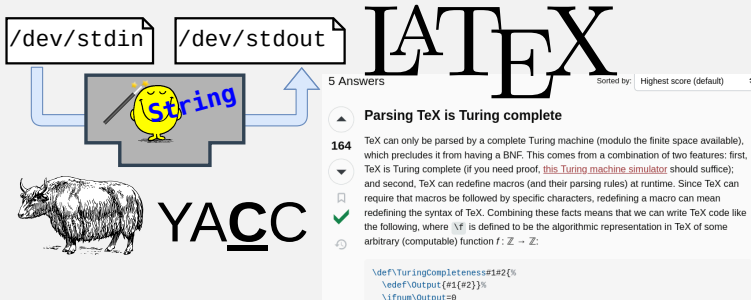 /dev/stdin
/dev/stdout
String
YACC
LATEX
5 Answers
Sorted by:
Highest score (default)
164
Parsing TeX is Turing complete
TeX can only be parsed by a complete Turing machine (modulo the finite space available),
which precludes it from having a BNF. This comes from a combination of two features: first,
TeX is Turing complete (if you need proof, this Turing machine simulator should suffice);
and second, TeX can redefine macros (and their parsing rules) at runtime. Since TeX can
require that macros be followed by specific characters, redefining a macro can mean
redefining the syntax of TeX. Combining these facts means that we can write TeX code like
the following, where \f is defined to be the algorithmic representation in TeX of some
arbitrary (computable) function f : ℤ → ℤ:
\def\TuringCompleteness#1#2{%
\edef\Output{#1{#2}}%
\ifnum\Output=0